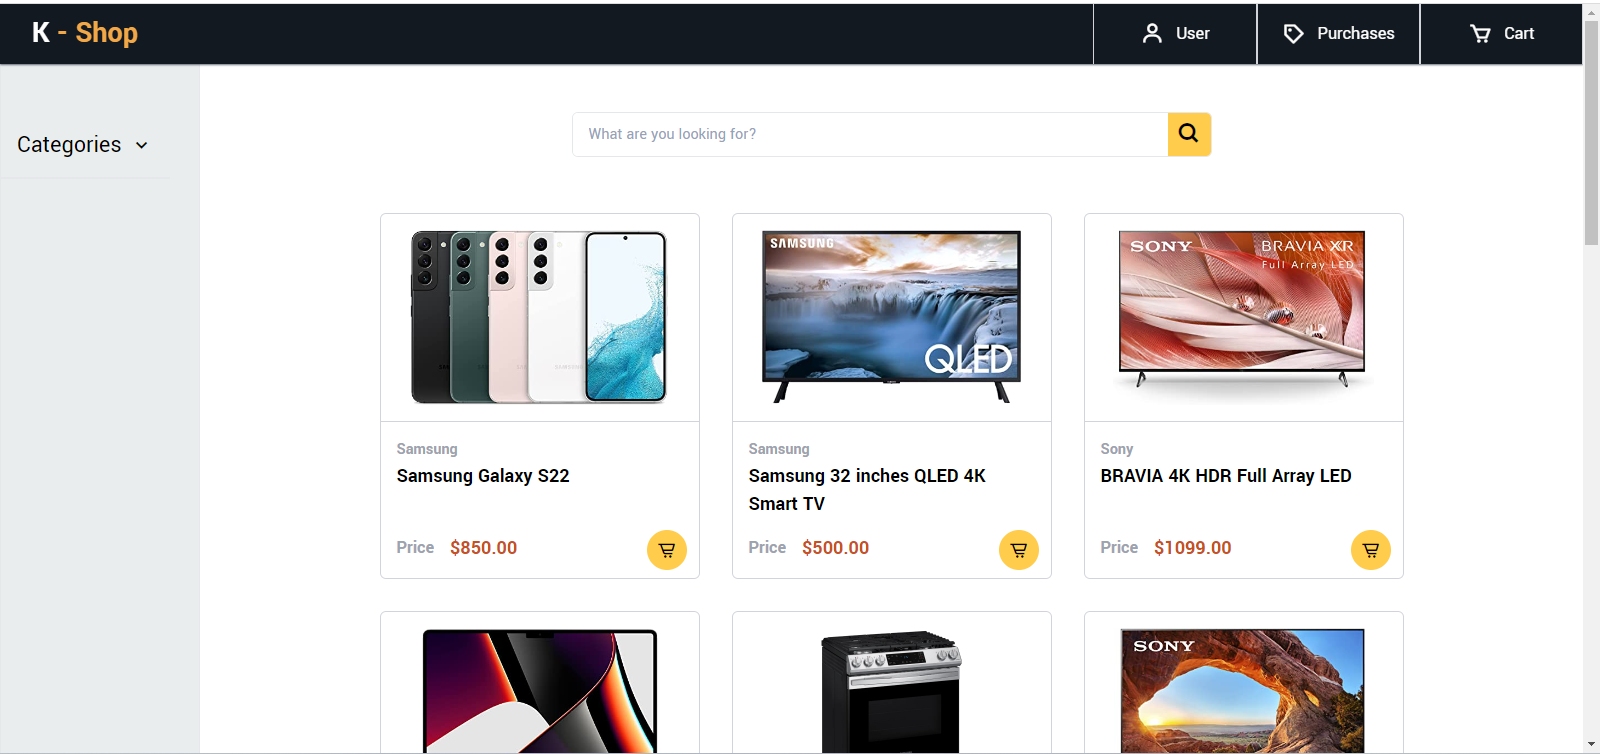 K - Shop
User
Purchases
Cart
Categories
What are you looking for?
SAMSUNG
QLED
SONY
BRAVIA XR
Full Array LED
Samsung
Samsung Galaxy S22
Price $850.00
Samsung
Samsung 32 inches QLED 4K
Smart TV
Price $500.00
Sony
BRAVIA 4K HDR Full Array LED
Price $1099.00
SONY